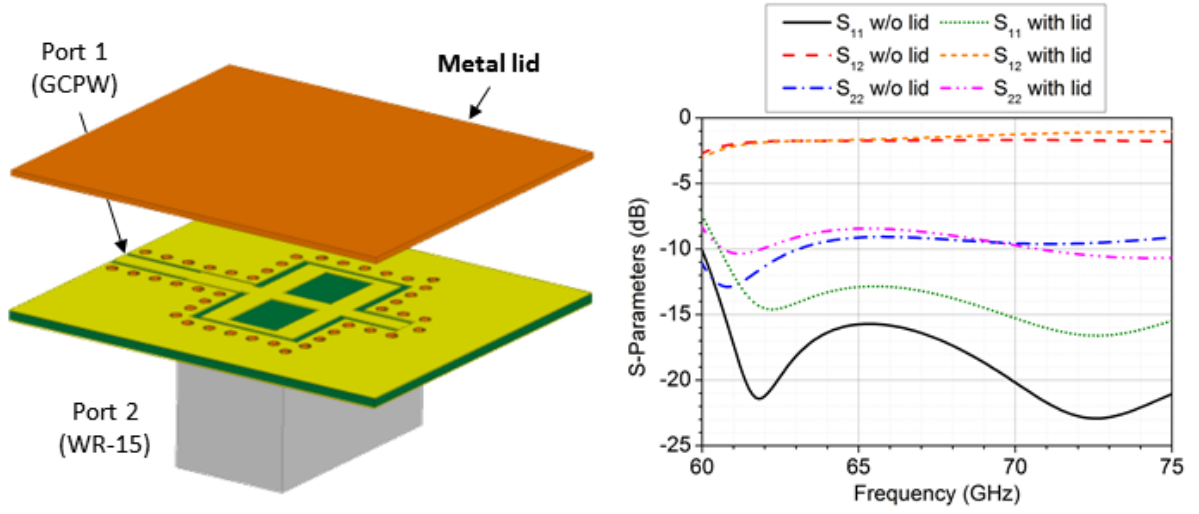 Port 1
(GCPW)
Metal lid
Port 2
(WR-15)
S11 w/o lid
S11 with lid
S12 w/o lid
S12 with lid
S22 w/o lid
S22 with lid
0
-5
-10
-15
-20
-25
S-Parameters (dB)
60
65
70
75
Frequency (GHz)